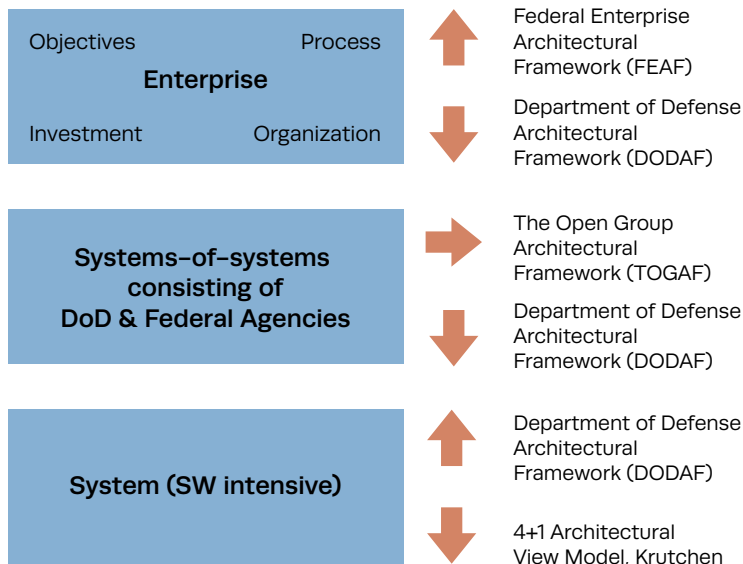 Objectives Process
Enterprise
Investment Organization
Federal Enterprise
Architectural
Framework (FEAF)
Department of Defense
Architectural
Framework (DODAF)
Systems-of-systems
consisting of
DoD & Federal Agencies
The Open Group
Architectural
Framework (TOGAF)
Department of Defense
Architectural
Framework (DODAF)
System (SW intensive)
Department of Defense
Architectural
Framework (DODAF)
4+1 Architectural
View Model, Krutchen